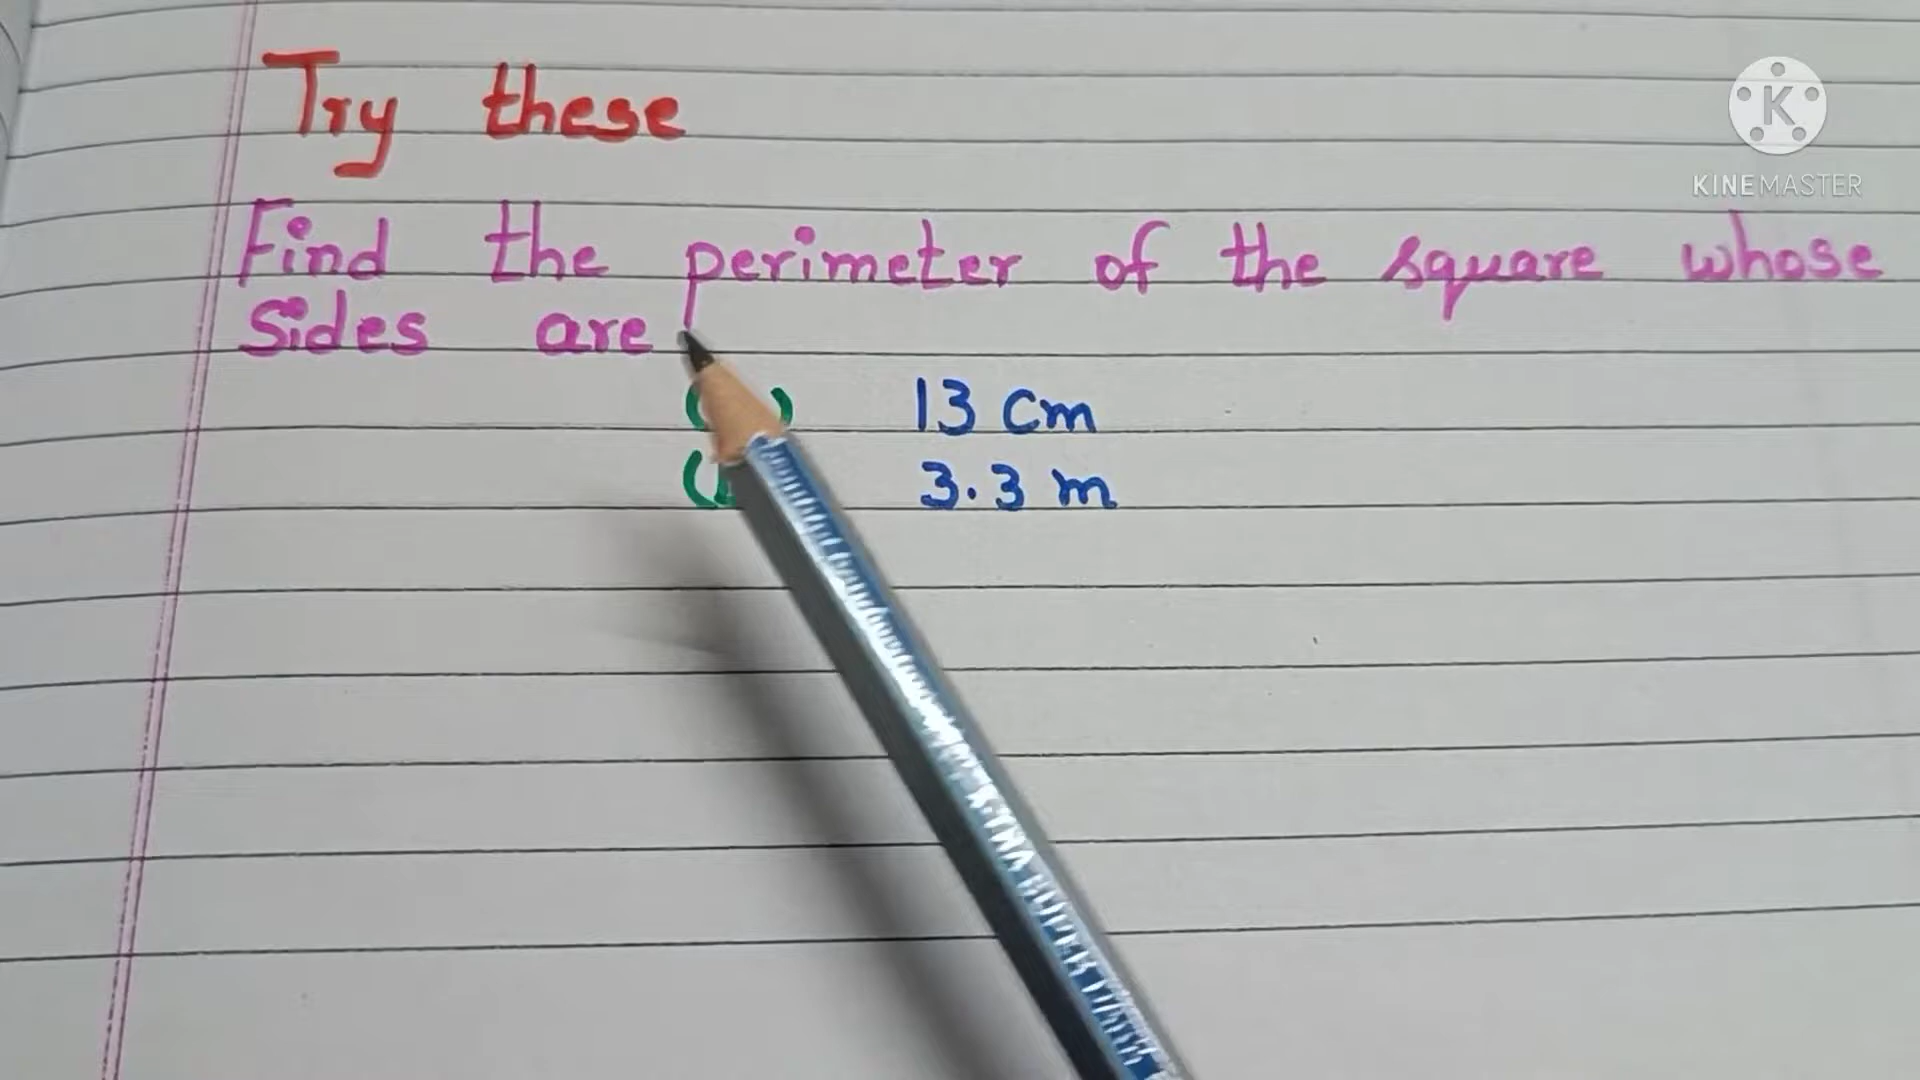 Try these
KINEMASTER
Find the perimeter of the square whose
sides are
13 cm
3.3 m